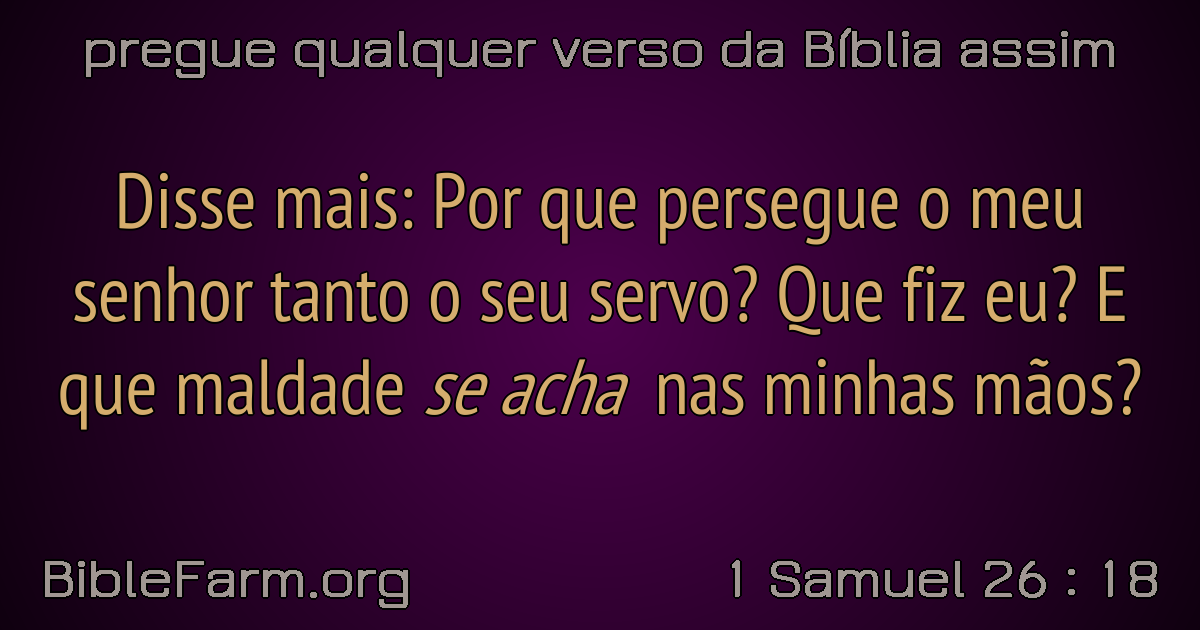 pregue qualquer verso da Bíblia assim
Disse mais: Por que persegue o meu
senhor tanto o seu servo? Que fiz eu? E
que maldade se acha nas minhas mãos?
BibleFarm.org
1 Samuel 26 : 18